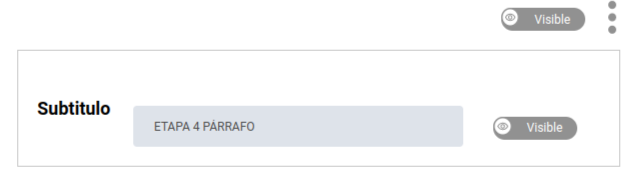 Visible
Subtitulo
ETAPA 4 PÁRRAFO
Visible